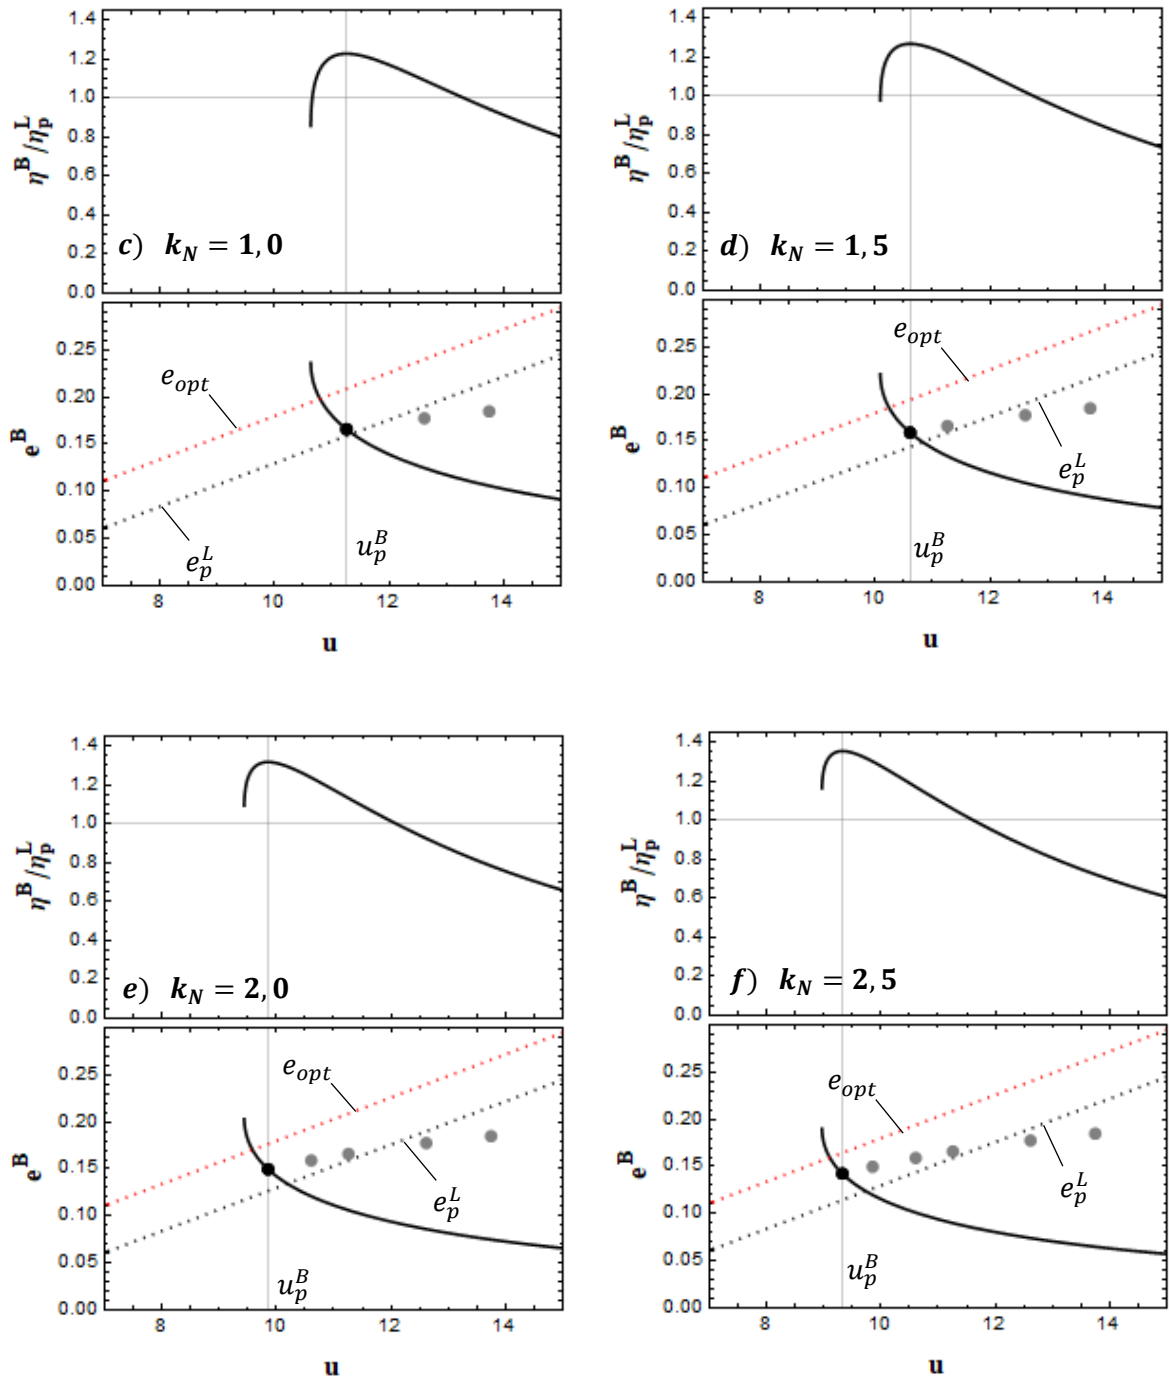 1.4
1.2
1.0
0.8
0.6
0.4
0.2
0.0
η^B/η_p^L
c) k_N = 1,0
0.25
0.20
0.15
0.10
0.05
0.00
e^B
e_opt
e_p^L
u_p^B
8 10 12 14
u
1.4
1.2
1.0
0.8
0.6
0.4
0.2
0.0
η^B/η_p^L
d) k_N = 1,5
0.25
0.20
0.15
0.10
0.05
0.00
e^B
e_opt
e_p^L
u_p^B
8 10 12 14
u
1.4
1.2
1.0
0.8
0.6
0.4
0.2
0.0
η^B/η_p^L
e) k_N = 2,0
0.25
0.20
0.15
0.10
0.05
0.00
e^B
e_opt
e_p^L
u_p^B
8 10 12 14
u
1.4
1.2
1.0
0.8
0.6
0.4
0.2
0.0
η^B/η_p^L
f) k_N = 2,5
0.25
0.20
0.15
0.10
0.05
0.00
e^B
e_opt
e_p^L
u_p^B
8 10 12 14
u